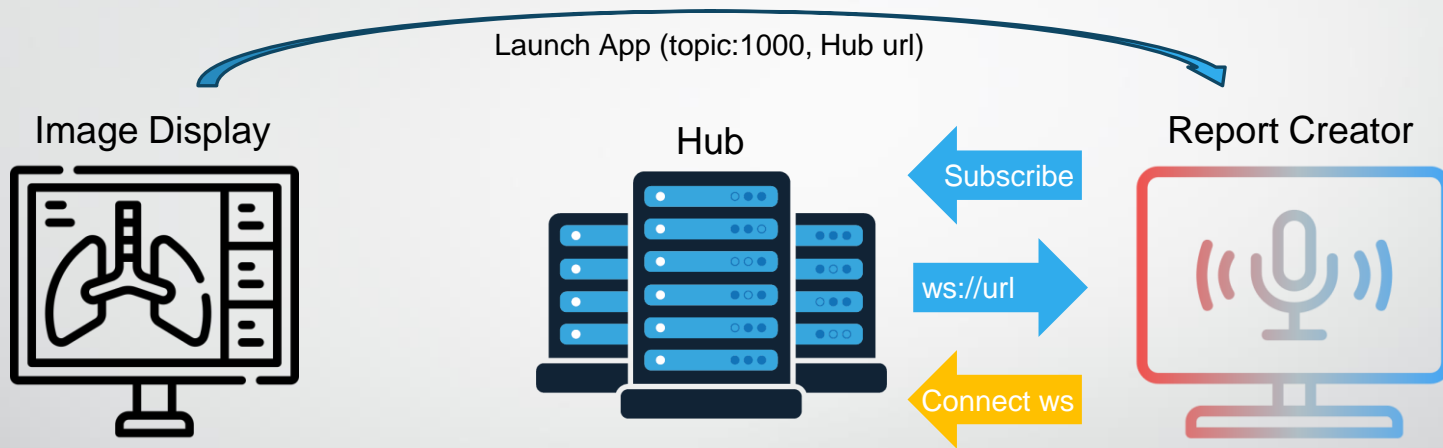 Launch App (topic:1000, Hub url)
Image Display
Hub
Report Creator
Subscribe
ws://url
Connect ws